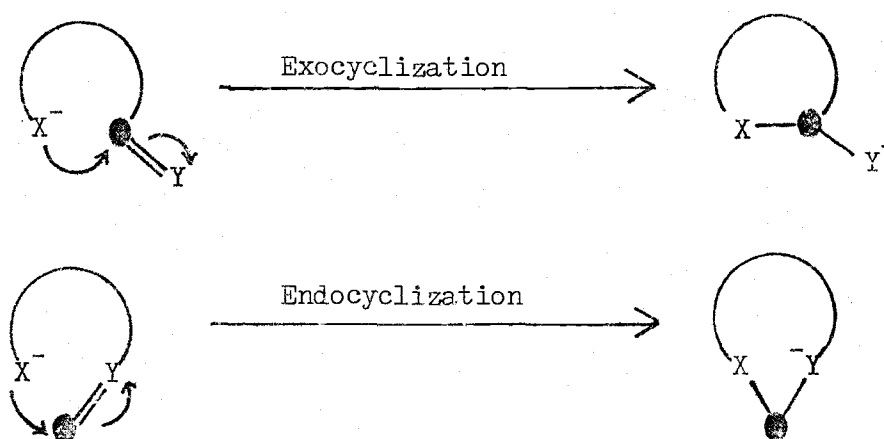 Exocyclization
X⁻
Y
X
Y⁻
Endocyclization
X⁻
Y
X
⁻Y